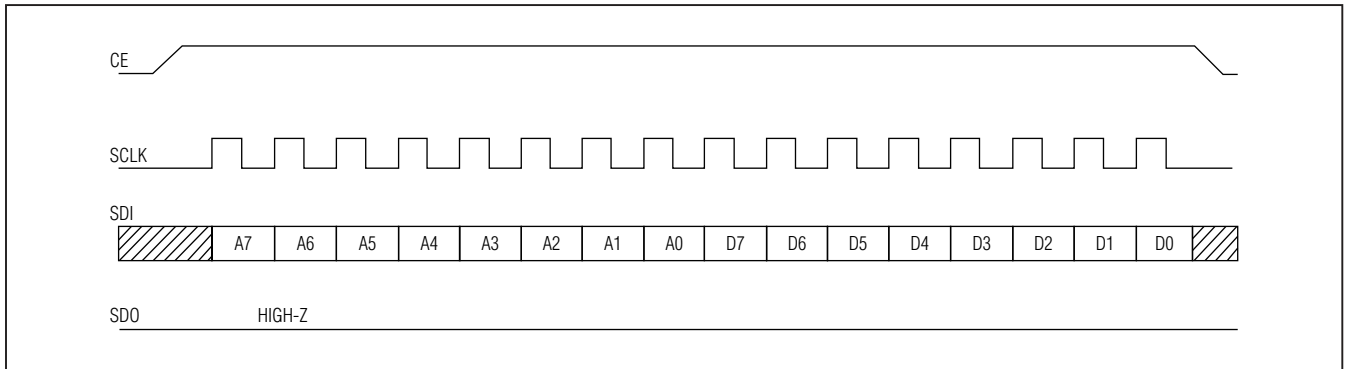 CE
SCLK
SDI
A7 A6 A5 A4 A3 A2 A1 A0 D7 D6 D5 D4 D3 D2 D1 D0
SDO HIGH-Z